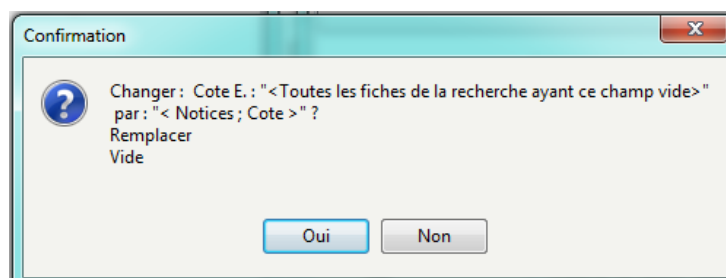 Confirmation
Changer : Cote E. : "<Toutes les fiches de la recherche ayant ce champ vide>"
par : "< Notices ; Cote >" ?
Remplacer
Vide
Oui
Non